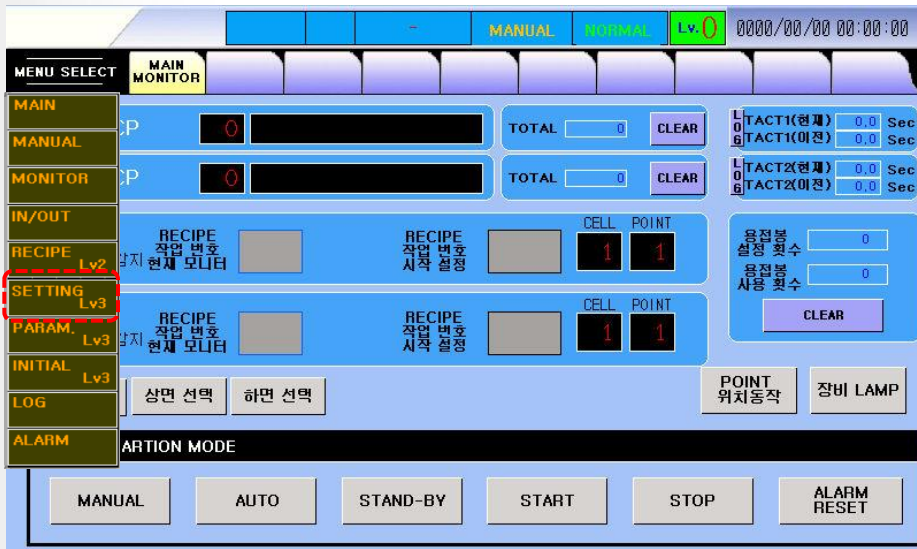 - MANUAL NORMAL Lv.0 0000/00/00 00:00:00
MENU SELECT
MAIN
MONITOR
MAIN
MANUAL
MONITOR
IN/OUT
RECIPE Lv2
SETTING Lv3
PARAM. Lv3
INITIAL Lv3
LOG
ALARM
CP 0
TOTAL 0 CLEAR
LOG
TACT1(현재) 0.0 Sec
TACT1(이전) 0.0 Sec
CP 0
TOTAL 0 CLEAR
LOG
TACT2(현재) 0.0 Sec
TACT2(이전) 0.0 Sec
감지
RECIPE
작업 번호
현재 모니터
RECIPE
작업 번호
시작 설정
CELL POINT
1 1
용접봉
설정 횟수
0
용접봉
사용 횟수
0
CLEAR
감지
RECIPE
작업 번호
현재 모니터
RECIPE
작업 번호
시작 설정
CELL POINT
1 1
상면 선택
하면 선택
POINT
위치동작
장비 LAMP
ARTION MODE
MANUAL
AUTO
STAND-BY
START
STOP
ALARM
RESET